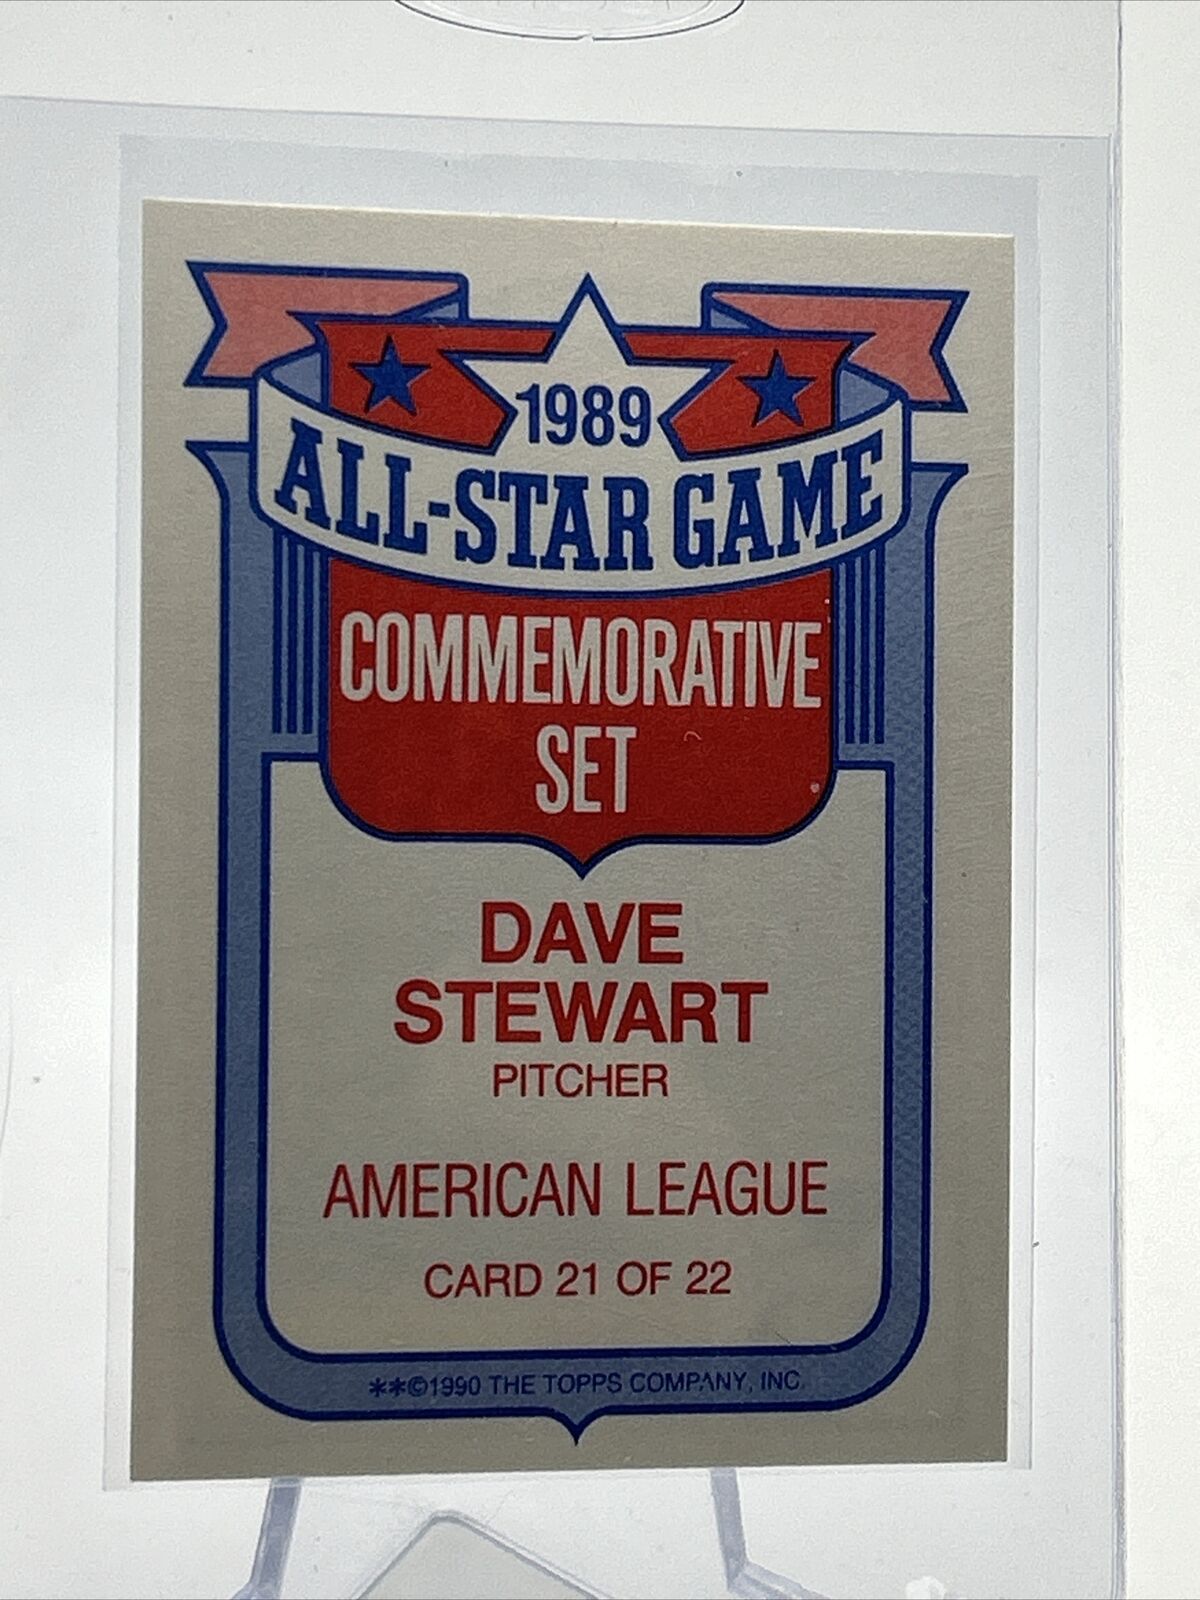 1989
ALL-STAR GAME
COMMEMORATIVE
SET
DAVE
STEWART
PITCHER
AMERICAN LEAGUE
CARD 21 OF 22
**©1990 THE TOPPS COMPANY, INC.